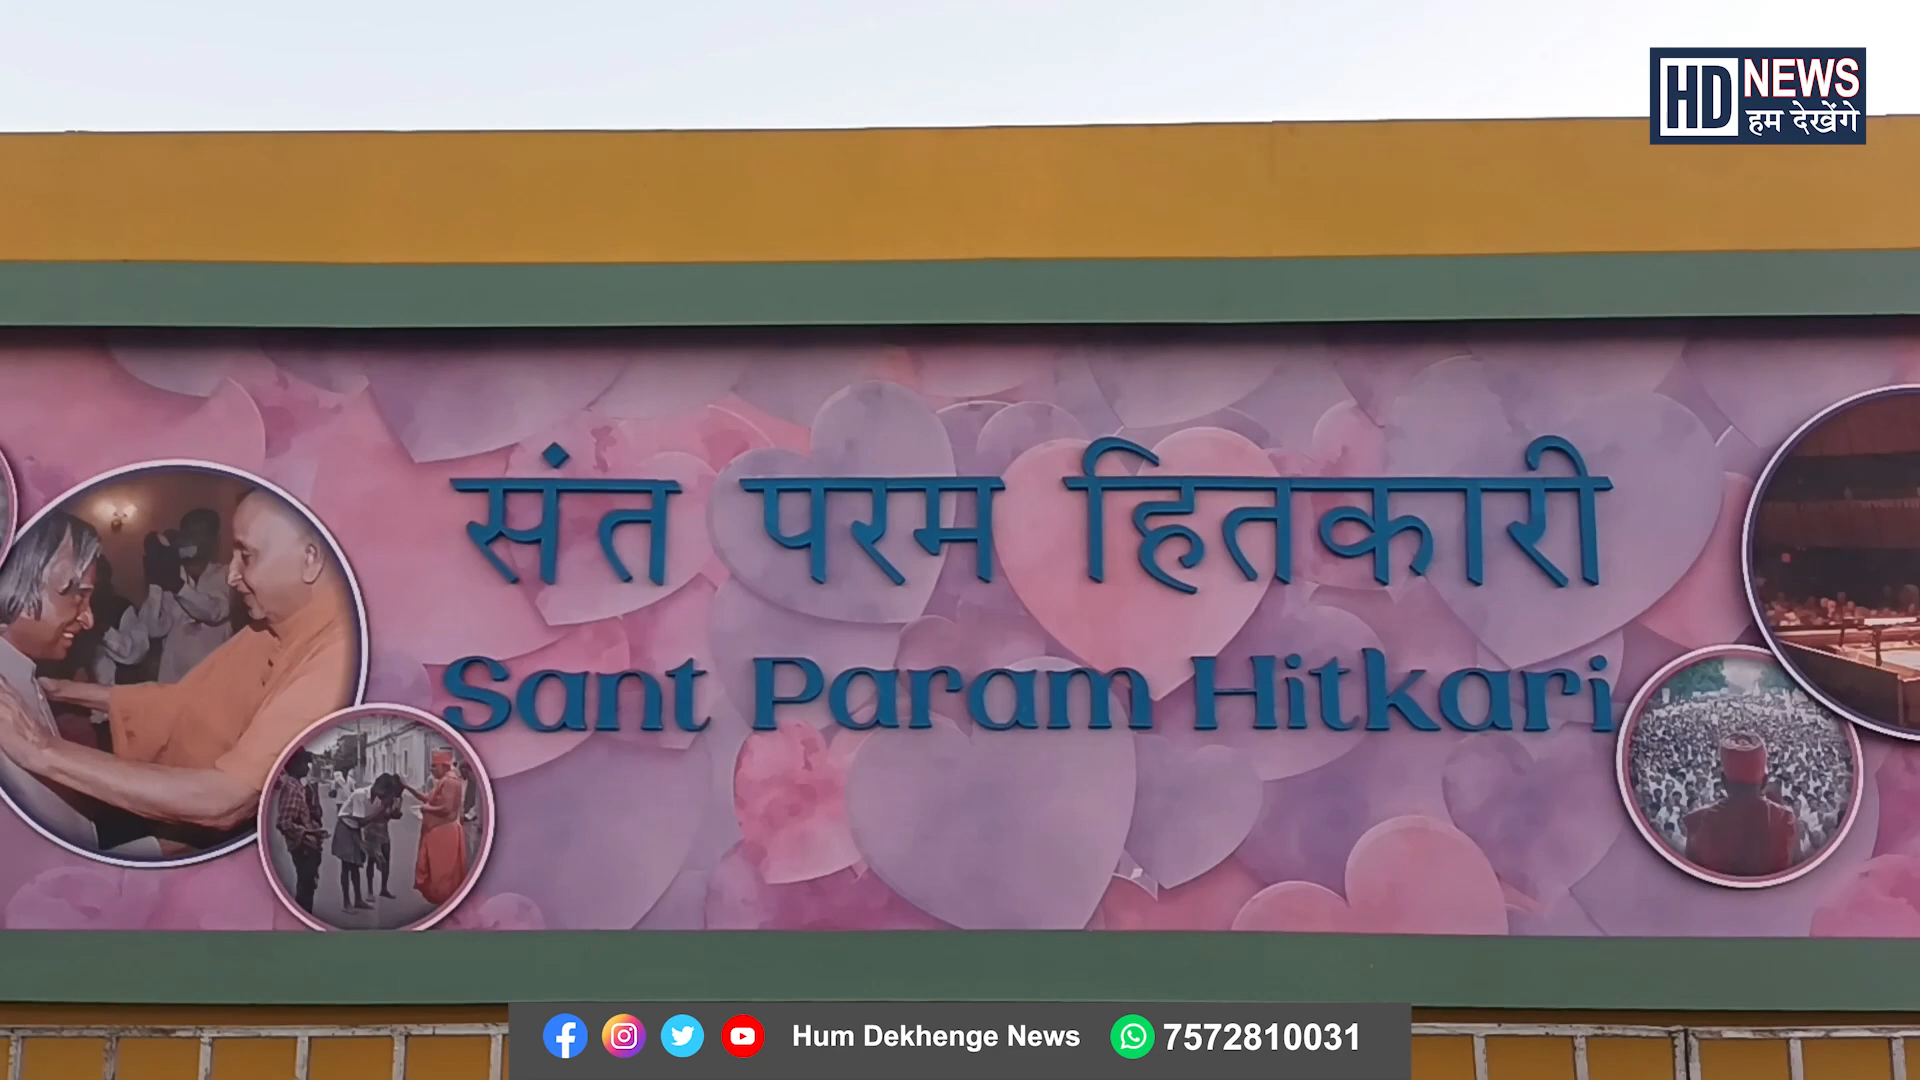 HD NEWS
हम देखेंगे
संत परम हितकारी
Sant Param Hitkari
Hum Dekhenge News 7572810031